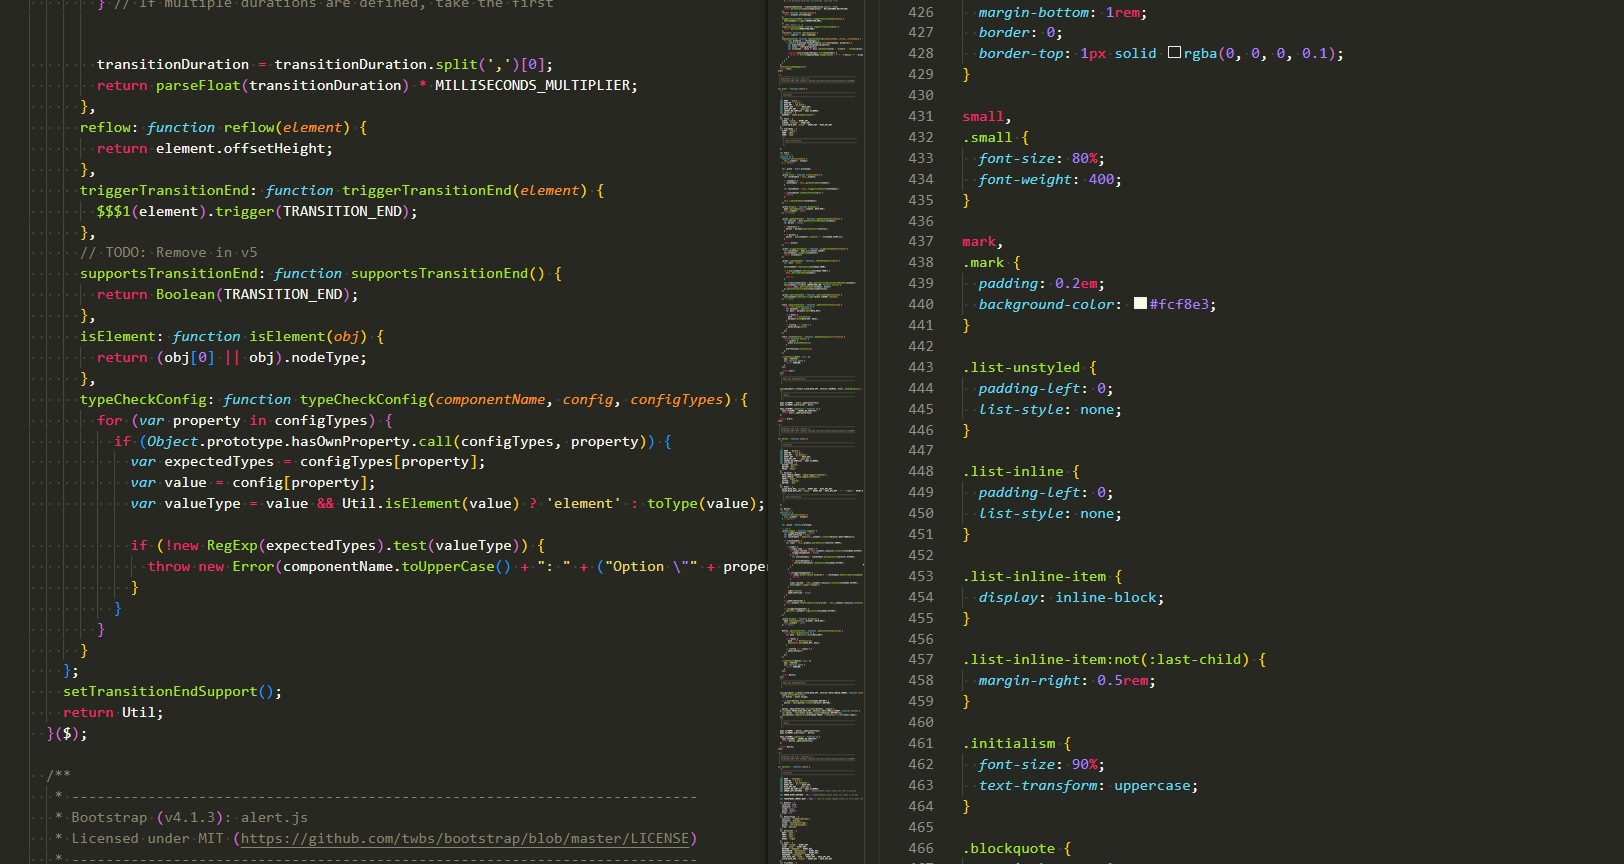 } // If multiple durations are defined, take the first
transitionDuration = transitionDuration.split(',')[0];
return parseFloat(transitionDuration) * MILLISECONDS_MULTIPLIER;
},
reflow: function reflow(element) {
return element.offsetHeight;
},
triggerTransitionEnd: function triggerTransitionEnd(element) {
$$$1(element).trigger(TRANSITION_END);
},
// TODO: Remove in v5
supportsTransitionEnd: function supportsTransitionEnd() {
return Boolean(TRANSITION_END);
},
isElement: function isElement(obj) {
return (obj[0] || obj).nodeType;
},
typeCheckConfig: function typeCheckConfig(componentName, config, configTypes) {
for (var property in configTypes) {
if (Object.prototype.hasOwnProperty.call(configTypes, property)) {
var expectedTypes = configTypes[property];
var value = config[property];
var valueType = value && Util.isElement(value) ? 'element' : toType(value);
if (!new RegExp(expectedTypes).test(valueType)) {
throw new Error(componentName.toUpperCase() + ": " + ("Option \"" + proper
}
}
}
}
};
setTransitionEndSupport();
return Util;
}($);
/**
* --------------------------------------------------------------------------
* Bootstrap (v4.1.3): alert.js
* Licensed under MIT (https://github.com/twbs/bootstrap/blob/master/LICENSE)
* --------------------------------------------------------------------------
426 margin-bottom: 1rem;
427 border: 0;
428 border-top: 1px solid rgba(0, 0, 0, 0.1);
429 }
430
431 small,
432 .small {
433 font-size: 80%;
434 font-weight: 400;
435 }
436
437 mark,
438 .mark {
439 padding: 0.2em;
440 background-color: #fcf8e3;
441 }
442
443 .list-unstyled {
444 padding-left: 0;
445 list-style: none;
446 }
447
448 .list-inline {
449 padding-left: 0;
450 list-style: none;
451 }
452
453 .list-inline-item {
454 display: inline-block;
455 }
456
457 .list-inline-item:not(:last-child) {
458 margin-right: 0.5rem;
459 }
460
461 .initialism {
462 font-size: 90%;
463 text-transform: uppercase;
464 }
465
466 .blockquote {